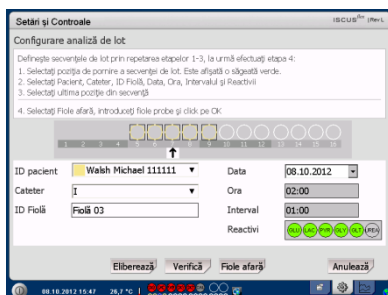 Setări și Controale
ISCUSflex |Rev1.
Configurare analiză de lot
Definește secvențele de lot prin repetarea etapelor 1-3, la urmă efectuați etapa 4:
1. Selectați poziția de pornire a secvenței de lot. Este afișată o săgeată verde.
2. Selectați Pacient, Cateter, ID Fiolă, Data, Ora, Intervalul și Reactivii
3. Selectați ultima poziție din secvență
4. Selectați Fiole afară, introduceți fiole probe și click pe OK
1 2 3 4 5 6 7 8 9 10 11 12 13 14 15 16
ID pacient Walsh Michael 111111 Data 08.10.2012
Cateter I Ora 02:00
ID Fiolă Fiolă 03 Interval 01:00
Reactivi GLU LAC PYR GLY GLT UREA
Eliberează Verifică Fiole afară Anulează
08.10.2012 15:47 26,7 °C